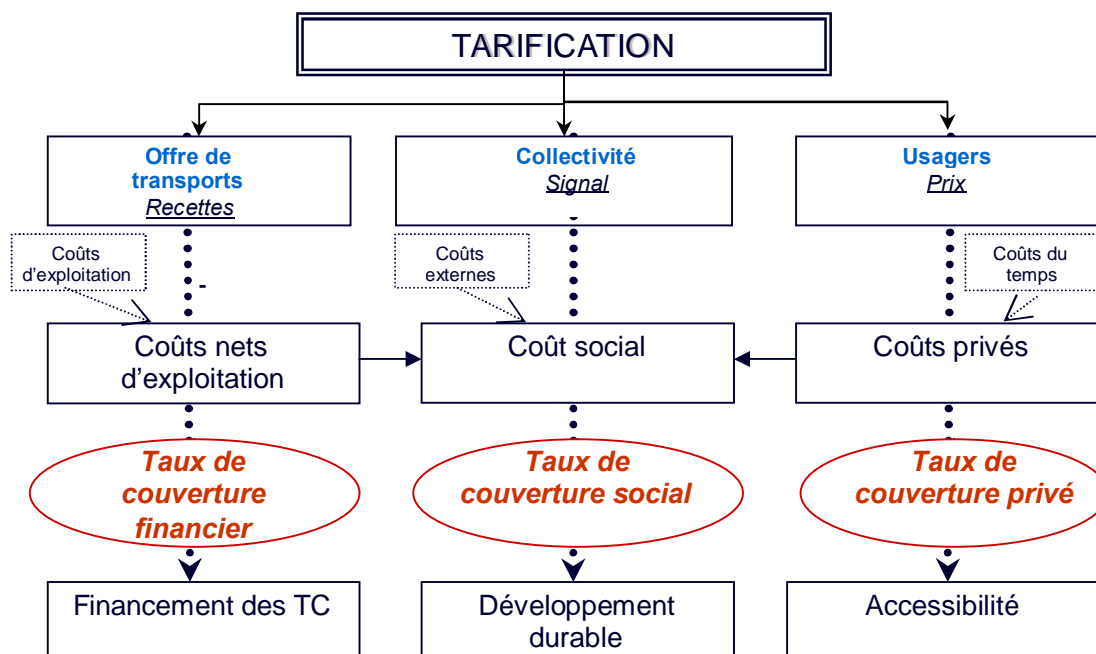 TARIFICATION
Offre de
transports
Recettes
Collectivité
Signal
Usagers
Prix
Coûts
d'exploitation
-
Coûts
externes
Coûts du
temps
Coûts nets
d'exploitation
Coût social
Coûts privés
Taux de
couverture
financier
Taux de
couverture social
Taux de
couverture privé
Financement des TC
Développement
durable
Accessibilité